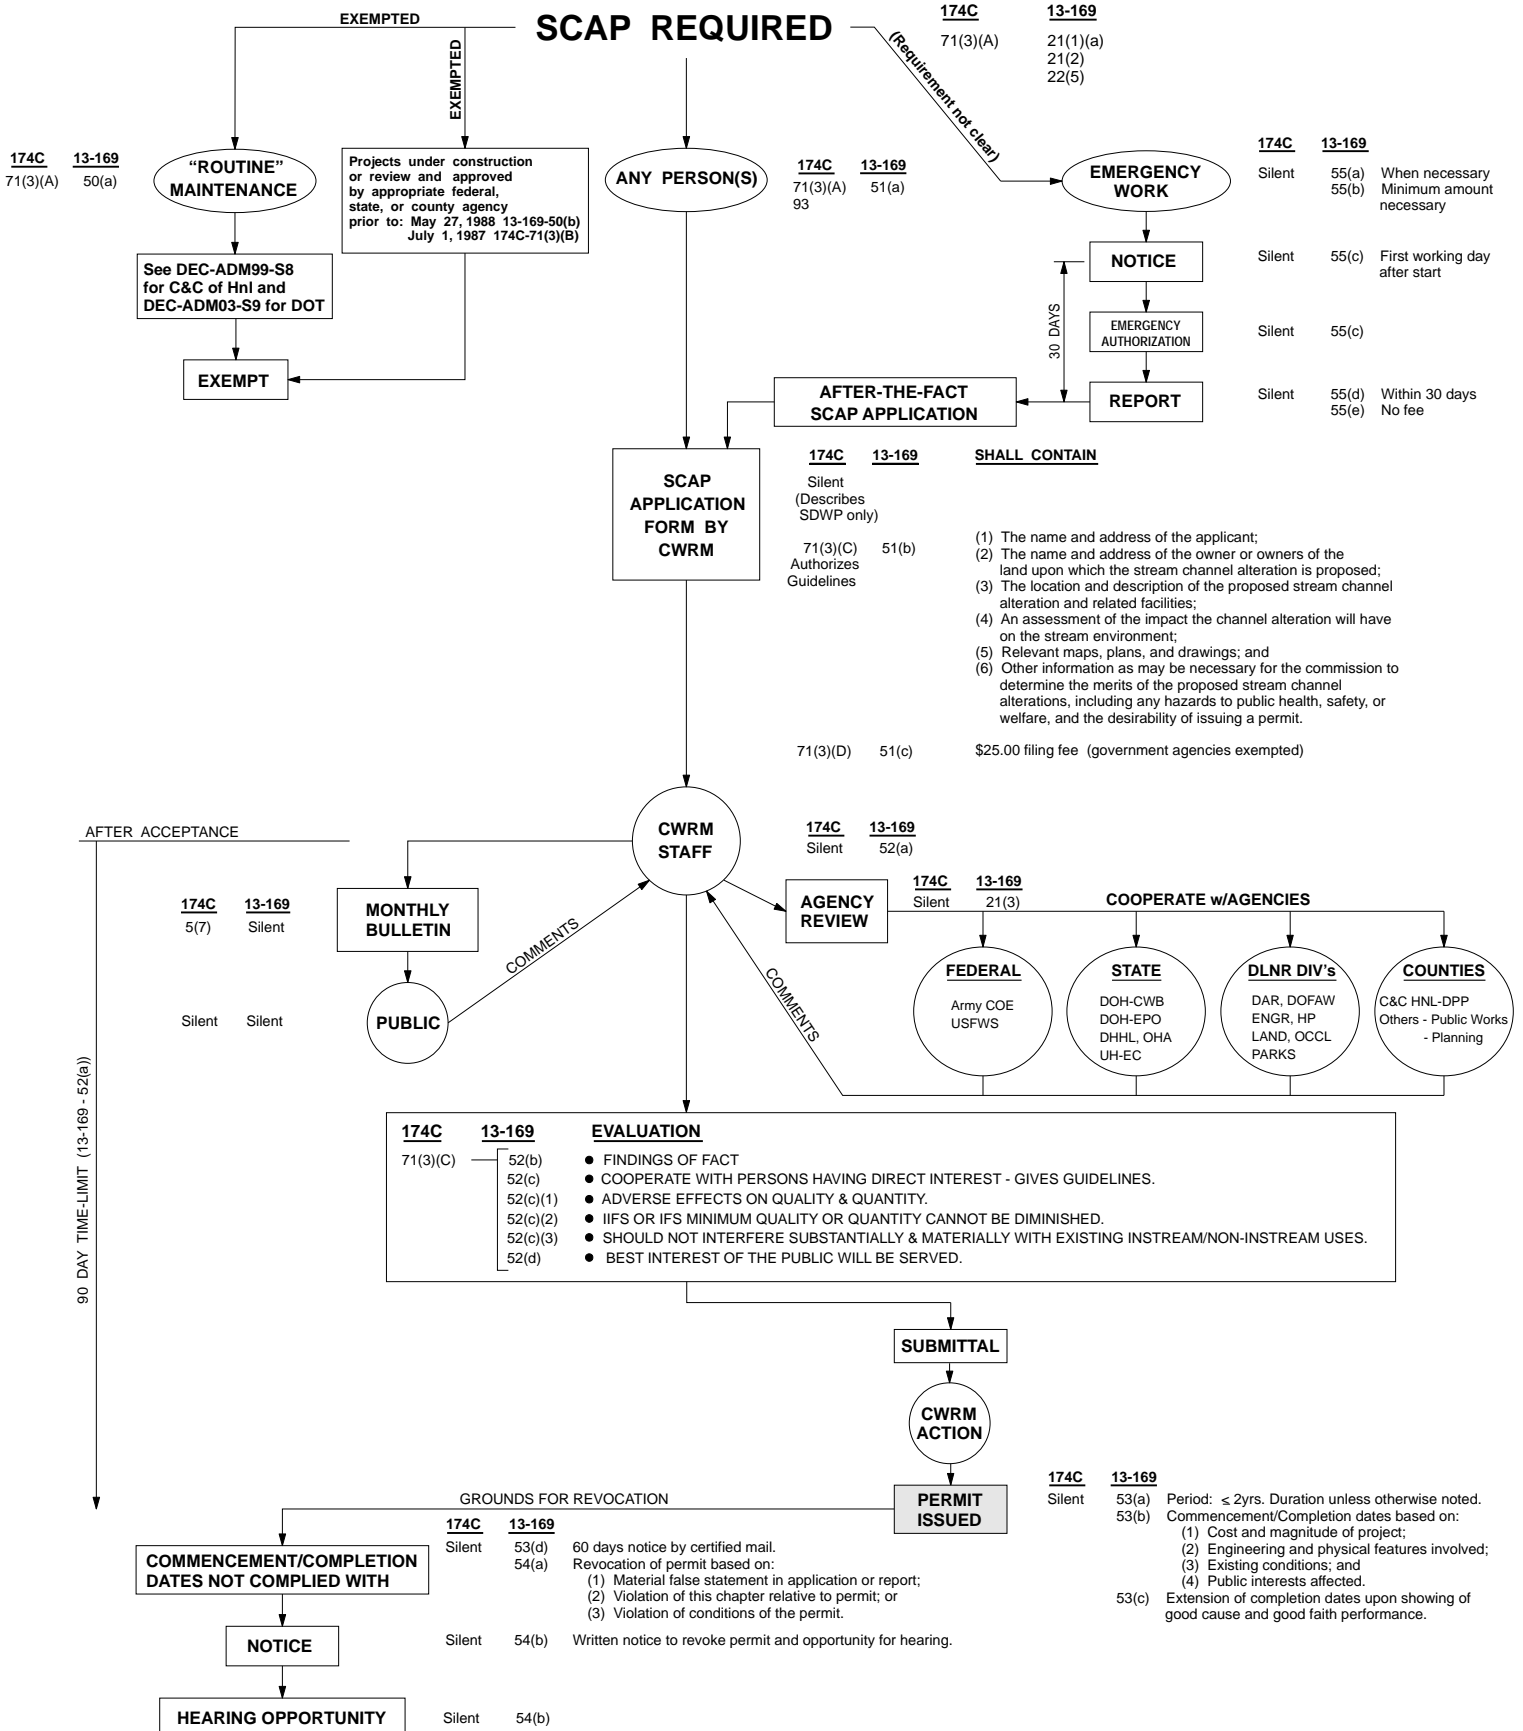 SCAP REQUIRED
EXEMPTED
EXEMPTED
(Requirement not clear)
174C 13-169
71(3)(A) 21(1)(a)
21(2)
22(5)
174C 13-169
71(3)(A) 50(a)
“ROUTINE”
MAINTENANCE
See DEC-ADM99-S8
for C&C of Hnl and
DEC-ADM03-S9 for DOT
EXEMPT
Projects under construction
or review and approved
by appropriate federal,
state, or county agency
prior to: May 27, 1988 13-169-50(b)
July 1, 1987 174C-71(3)(B)
ANY PERSON(S)
174C 13-169
71(3)(A) 51(a)
93
EMERGENCY
WORK
174C 13-169
Silent 55(a) When necessary
55(b) Minimum amount
necessary
NOTICE
Silent 55(c) First working day
after start
30 DAYS
EMERGENCY
AUTHORIZATION
Silent 55(c)
REPORT
Silent 55(d) Within 30 days
55(e) No fee
AFTER-THE-FACT
SCAP APPLICATION
SCAP
APPLICATION
FORM BY
CWRM
174C 13-169 SHALL CONTAIN
Silent
(Describes
SDWP only)
71(3)(C) 51(b)
Authorizes
Guidelines
(1) The name and address of the applicant;
(2) The name and address of the owner or owners of the
land upon which the stream channel alteration is proposed;
(3) The location and description of the proposed stream channel
alteration and related facilities;
(4) An assessment of the impact the channel alteration will have
on the stream environment;
(5) Relevant maps, plans, and drawings; and
(6) Other information as may be necessary for the commission to
determine the merits of the proposed stream channel
alterations, including any hazards to public health, safety, or
welfare, and the desirability of issuing a permit.
71(3)(D) 51(c) $25.00 filing fee (government agencies exempted)
AFTER ACCEPTANCE
90 DAY TIME-LIMIT (13-169 - 52(a))
CWRM
STAFF
174C 13-169
Silent 52(a)
174C 13-169
5(7) Silent
MONTHLY
BULLETIN
Silent Silent
PUBLIC
COMMENTS
AGENCY
REVIEW
174C 13-169
Silent 21(3)
COOPERATE w/AGENCIES
COMMENTS
FEDERAL
Army COE
USFWS
STATE
DOH-CWB
DOH-EPO
DHHL, OHA
UH-EC
DLNR DIV's
DAR, DOFAW
ENGR, HP
LAND, OCCL
PARKS
COUNTIES
C&C HNL-DPP
Others - Public Works
- Planning
174C 13-169 EVALUATION
71(3)(C) 52(b) ● FINDINGS OF FACT
52(c) ● COOPERATE WITH PERSONS HAVING DIRECT INTEREST - GIVES GUIDELINES.
52(c)(1) ● ADVERSE EFFECTS ON QUALITY & QUANTITY.
52(c)(2) ● IIFS OR IFS MINIMUM QUALITY OR QUANTITY CANNOT BE DIMINISHED.
52(c)(3) ● SHOULD NOT INTERFERE SUBSTANTIALLY & MATERIALLY WITH EXISTING INSTREAM/NON-INSTREAM USES.
52(d) ● BEST INTEREST OF THE PUBLIC WILL BE SERVED.
SUBMITTAL
CWRM
ACTION
PERMIT
ISSUED
174C 13-169
Silent 53(a) Period: ≤ 2yrs. Duration unless otherwise noted.
53(b) Commencement/Completion dates based on:
(1) Cost and magnitude of project;
(2) Engineering and physical features involved;
(3) Existing conditions; and
(4) Public interests affected.
53(c) Extension of completion dates upon showing of
good cause and good faith performance.
GROUNDS FOR REVOCATION
174C 13-169
Silent 53(d) 60 days notice by certified mail.
54(a) Revocation of permit based on:
(1) Material false statement in application or report;
(2) Violation of this chapter relative to permit; or
(3) Violation of conditions of the permit.
COMMENCEMENT/COMPLETION
DATES NOT COMPLIED WITH
NOTICE
Silent 54(b) Written notice to revoke permit and opportunity for hearing.
HEARING OPPORTUNITY
Silent 54(b)